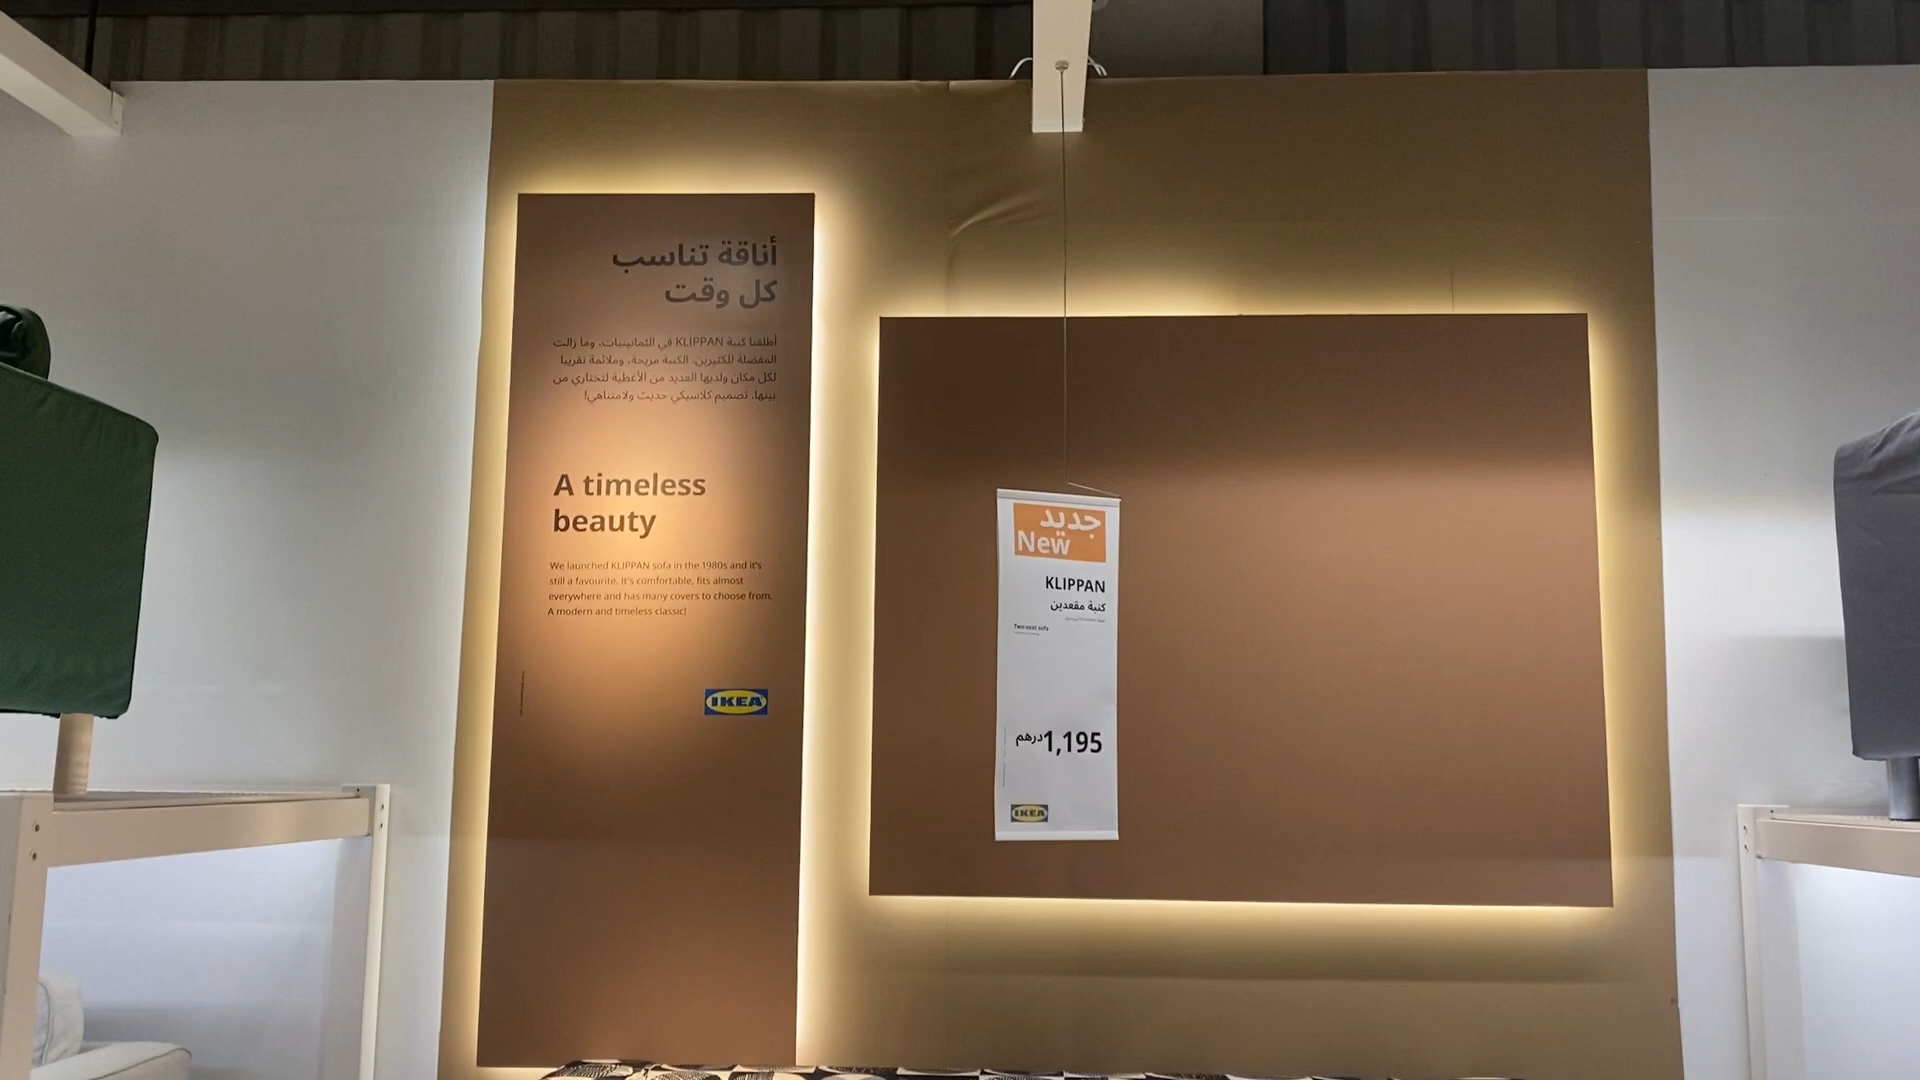 أناقة تناسب
كل وقت
أطلقنا كنبة KLIPPAN في الثمانينيات، وما زالت
المفضلة للكثيرين. الكنبة مريحة، وملائمة تقريبا
لكل مكان ولديها العديد من الأغطية لتختاري من
بينها. تصميم كلاسيكي حديث ولامتناهي!
A timeless
beauty
We launched KLIPPAN sofa in the 1980s and it's
still a favourite. It's comfortable, fits almost
everywhere and has many covers to choose from.
A modern and timeless classic!
IKEA
جديد
New
KLIPPAN
كنبة مقعدين
Two-seat sofa
1,195درهم
IKEA